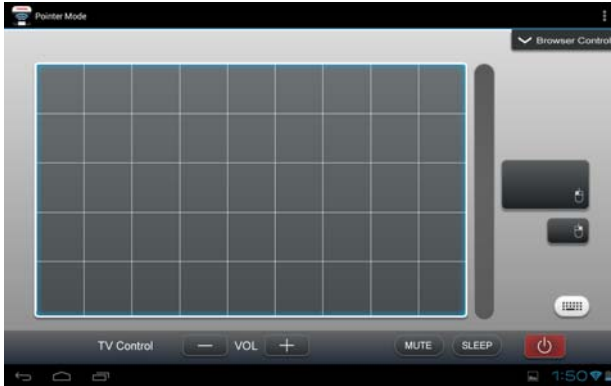 Pointer Mode
Browser Control
TV Control
VOL
MUTE
SLEEP
1:50